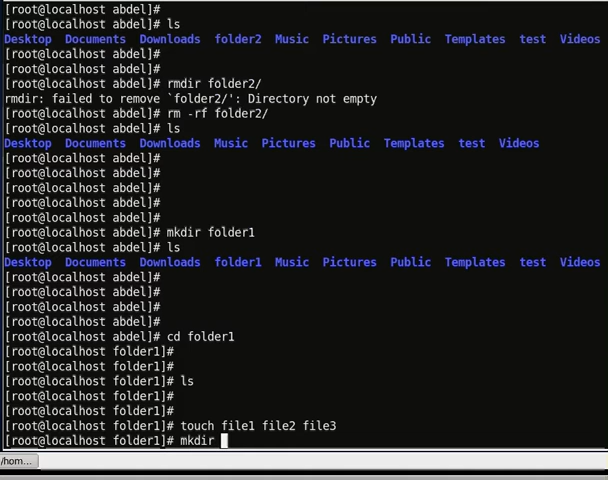 [root@localhost abdel]#
[root@localhost abdel]# ls
Desktop Documents Downloads folder2 Music Pictures Public Templates test Videos
[root@localhost abdel]#
[root@localhost abdel]#
[root@localhost abdel]# rmdir folder2/
rmdir: failed to remove `folder2/': Directory not empty
[root@localhost abdel]# rm -rf folder2/
[root@localhost abdel]# ls
Desktop Documents Downloads Music Pictures Public Templates test Videos
[root@localhost abdel]#
[root@localhost abdel]#
[root@localhost abdel]#
[root@localhost abdel]#
[root@localhost abdel]#
[root@localhost abdel]# mkdir folder1
[root@localhost abdel]# ls
Desktop Documents Downloads folder1 Music Pictures Public Templates test Videos
[root@localhost abdel]#
[root@localhost abdel]#
[root@localhost abdel]#
[root@localhost abdel]#
[root@localhost abdel]# cd folder1
[root@localhost folder1]#
[root@localhost folder1]#
[root@localhost folder1]# ls
[root@localhost folder1]#
[root@localhost folder1]#
[root@localhost folder1]# touch file1 file2 file3
[root@localhost folder1]# mkdir
/hom...